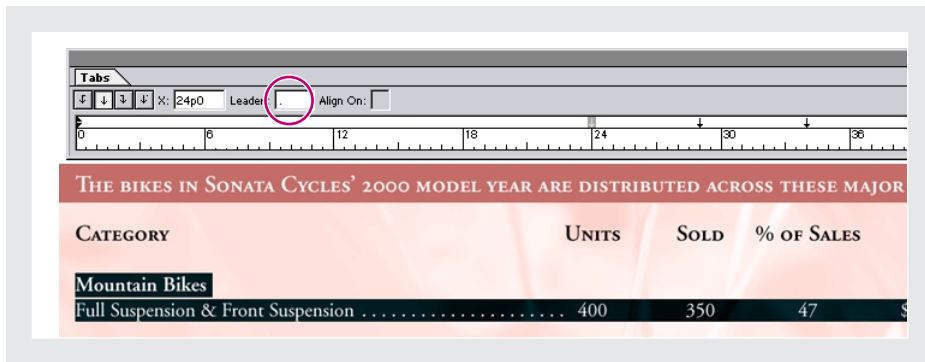 Tabs
X: 24p0 Leader: . Align On:
0 6 12 18 24 30 36
THE BIKES IN SONATA CYCLES’ 2000 MODEL YEAR ARE DISTRIBUTED ACROSS THESE MAJOR
CATEGORY UNITS SOLD % OF SALES
Mountain Bikes
Full Suspension & Front Suspension . . . . . . . . . . . . . . . . . . . . . . 400 350 47 $